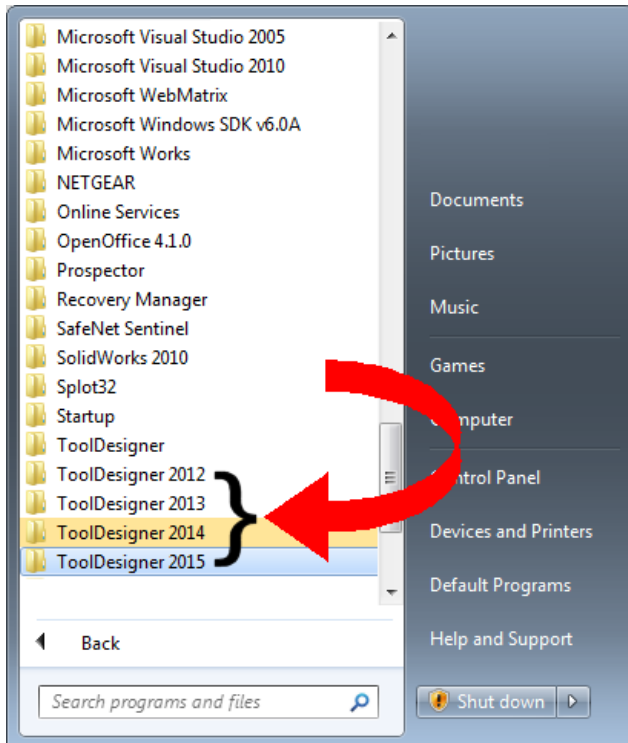 Microsoft Visual Studio 2005
Microsoft Visual Studio 2010
Microsoft WebMatrix
Microsoft Windows SDK v6.0A
Microsoft Works
NETGEAR
Online Services
OpenOffice 4.1.0
Prospector
Recovery Manager
SafeNet Sentinel
SolidWorks 2010
Splot32
Startup
ToolDesigner
ToolDesigner 2012
ToolDesigner 2013
ToolDesigner 2014
ToolDesigner 2015
Back
Search programs and files
Documents
Pictures
Music
Games
Computer
Control Panel
Devices and Printers
Default Programs
Help and Support
Shut down